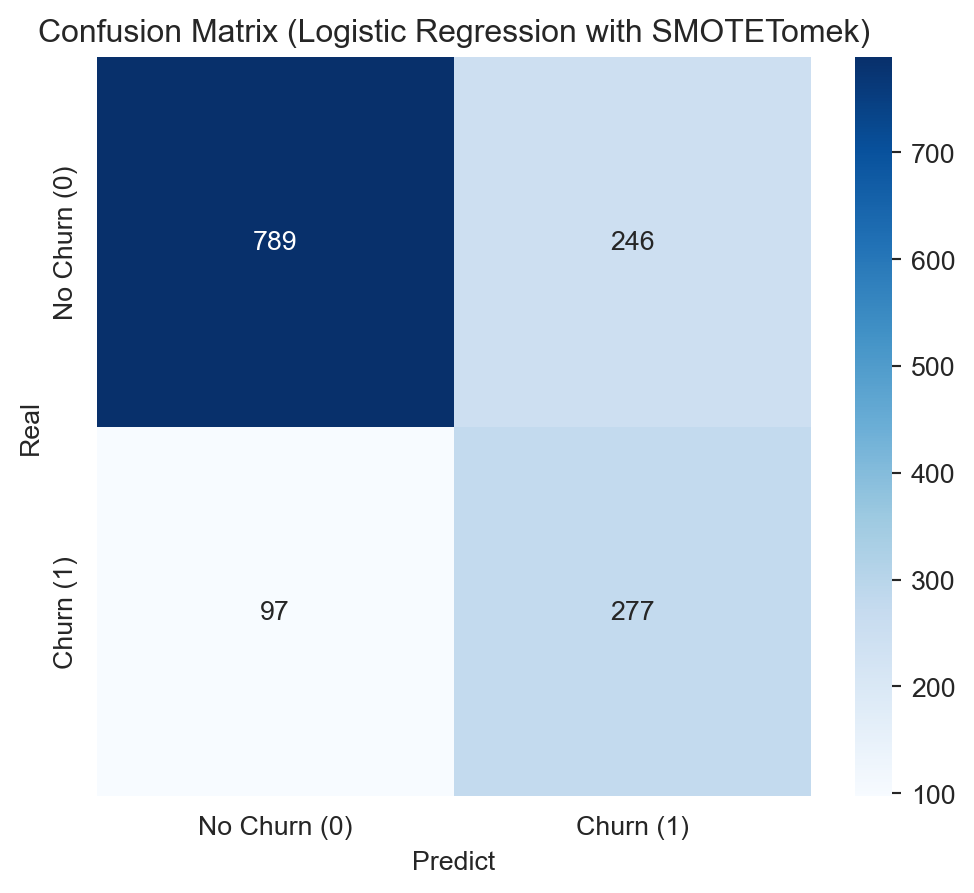 Confusion Matrix (Logistic Regression with SMOTETomek)
No Churn (0)
789
246
Real
Churn (1)
97
277
No Churn (0)
Churn (1)
Predict
700
600
500
400
300
200
100